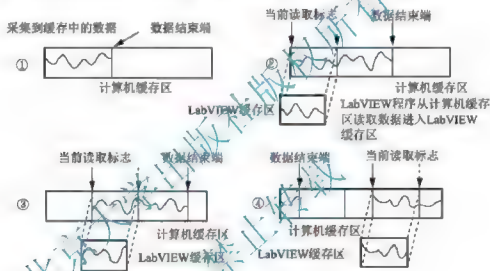 采集到缓存中的数据 数据结束端
①
计算机缓存区
当前读取标志 数据结束端
②
计算机缓存区
LabVIEW缓存区
LabVIEW程序从计算机缓存
区读取数据进入LabVIEW
缓存区
当前读取标志 数据结束端
③
计算机缓存区
LabVIEW缓存区
数据结束端 当前读取标志
④
计算机缓存区
LabVIEW缓存区